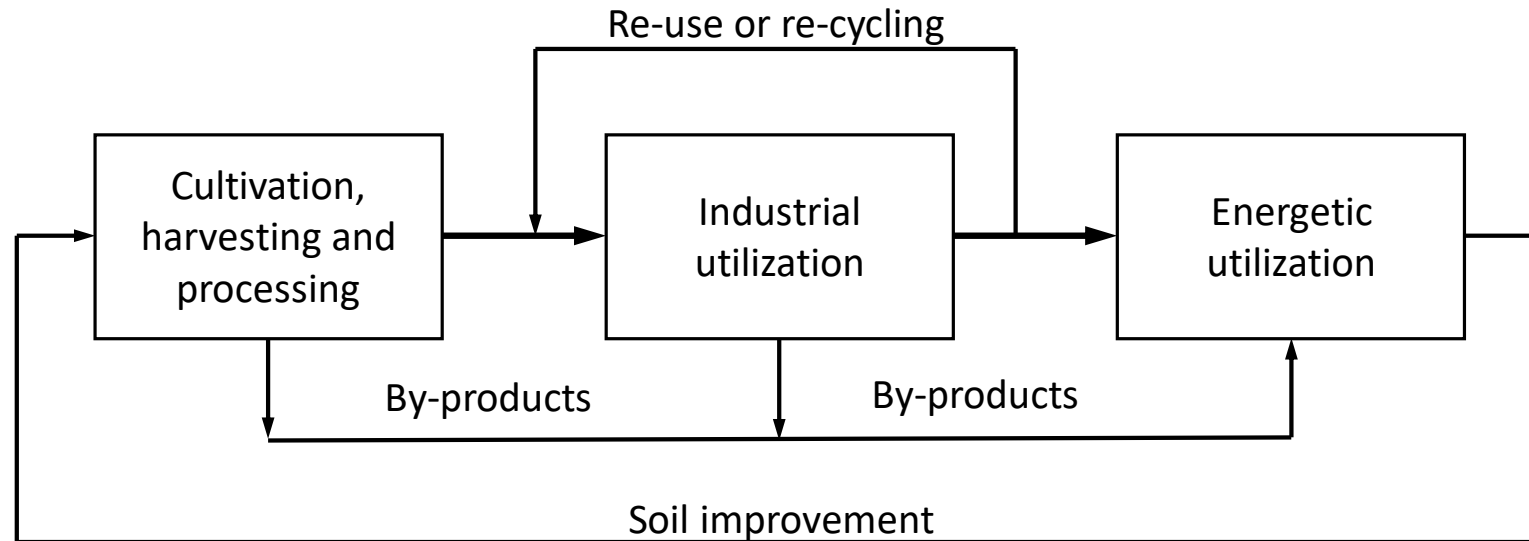 Re-use or re-cycling
Cultivation,
harvesting and
processing
Industrial
utilization
Energetic
utilization
By-products
By-products
Soil improvement